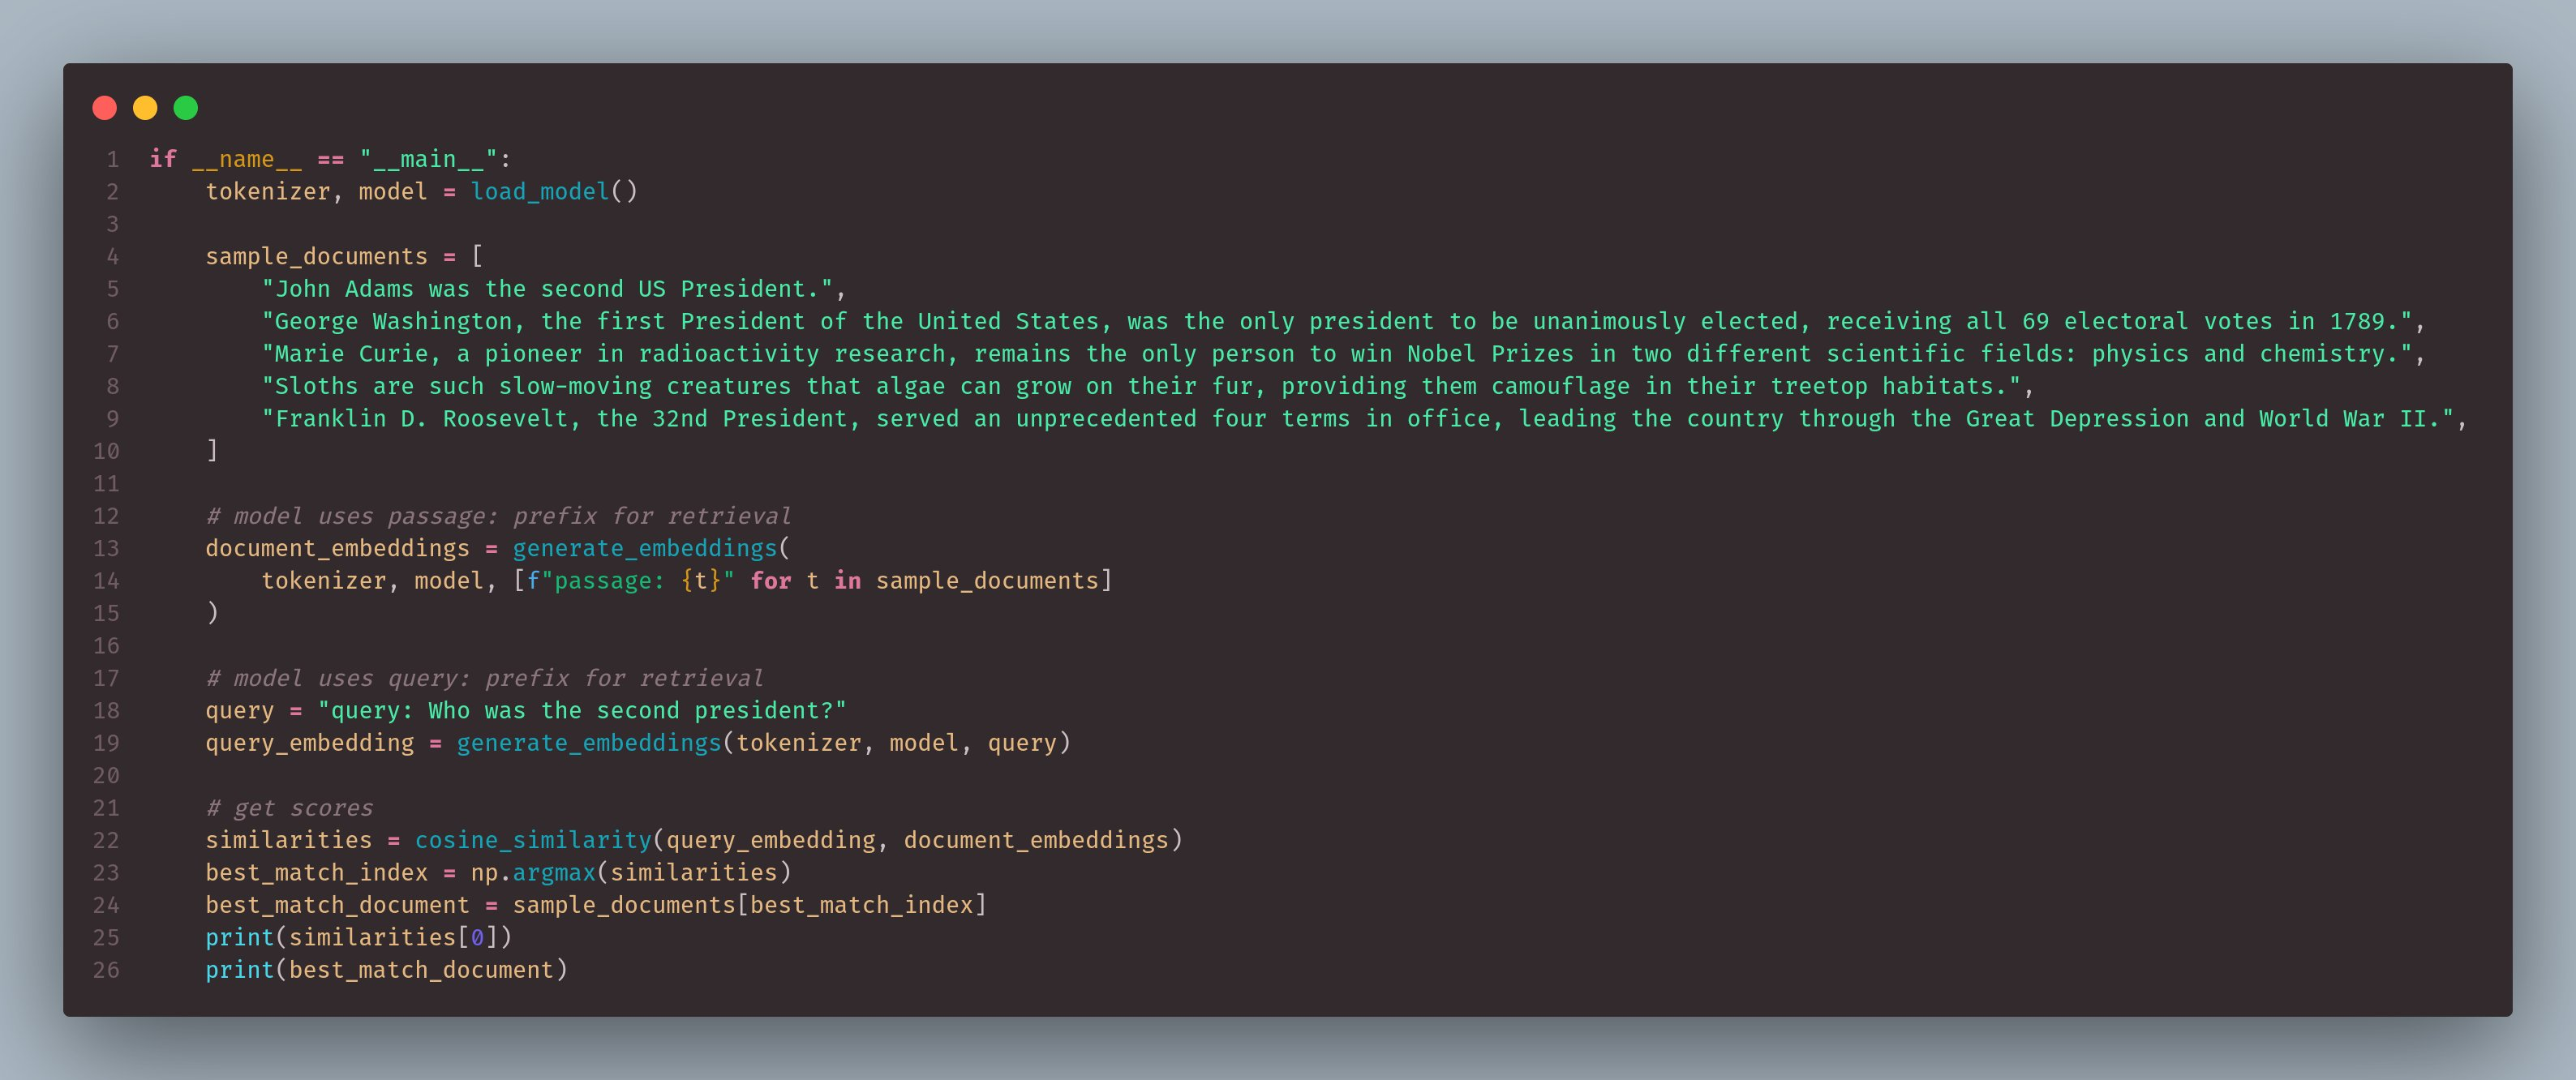 1 if __name__ == "__main__":
2     tokenizer, model = load_model()
3
4     sample_documents = [
5         "John Adams was the second US President.",
6         "George Washington, the first President of the United States, was the only president to be unanimously elected, receiving all 69 electoral votes in 1789.",
7         "Marie Curie, a pioneer in radioactivity research, remains the only person to win Nobel Prizes in two different scientific fields: physics and chemistry.",
8         "Sloths are such slow-moving creatures that algae can grow on their fur, providing them camouflage in their treetop habitats.",
9         "Franklin D. Roosevelt, the 32nd President, served an unprecedented four terms in office, leading the country through the Great Depression and World War II.",
10     ]
11
12     # model uses passage: prefix for retrieval
13     document_embeddings = generate_embeddings(
14         tokenizer, model, [f"passage: {t}" for t in sample_documents]
15     )
16
17     # model uses query: prefix for retrieval
18     query = "query: Who was the second president?"
19     query_embedding = generate_embeddings(tokenizer, model, query)
20
21     # get scores
22     similarities = cosine_similarity(query_embedding, document_embeddings)
23     best_match_index = np.argmax(similarities)
24     best_match_document = sample_documents[best_match_index]
25     print(similarities[0])
26     print(best_match_document)